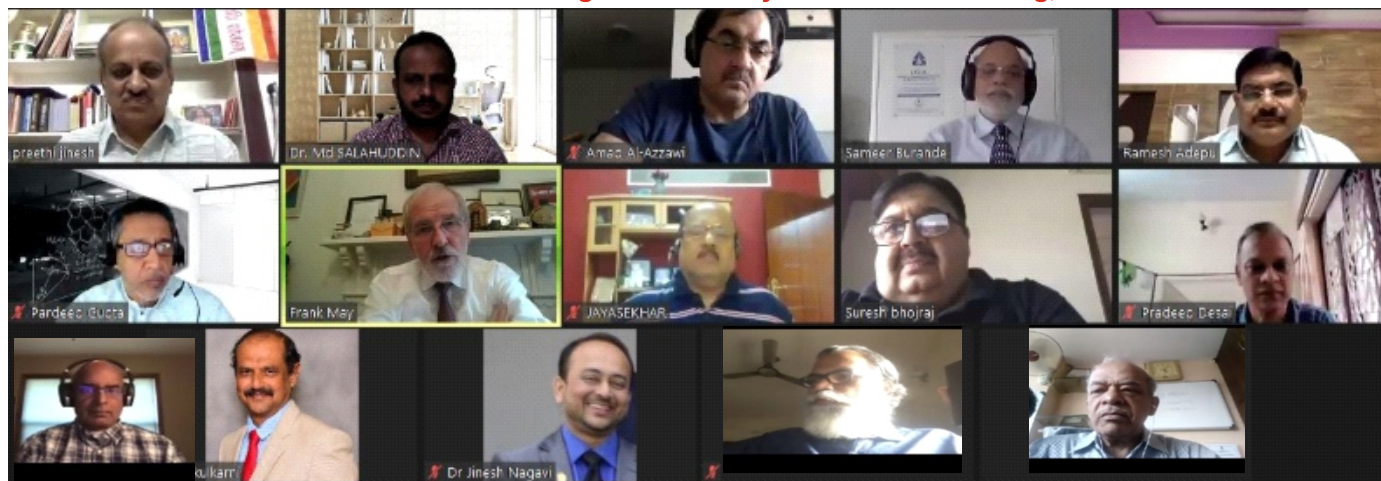 preethi jinesh
Dr. Md SALAHUDDIN
Amad Al-Azzawi
Sameer Burande
Ramesh Adepu
Pardeep Gupta
Frank May
JAYASEKHAR
Suresh bhojraj
Pradeep Desai
kulkarni
Dr Jinesh Nagavi